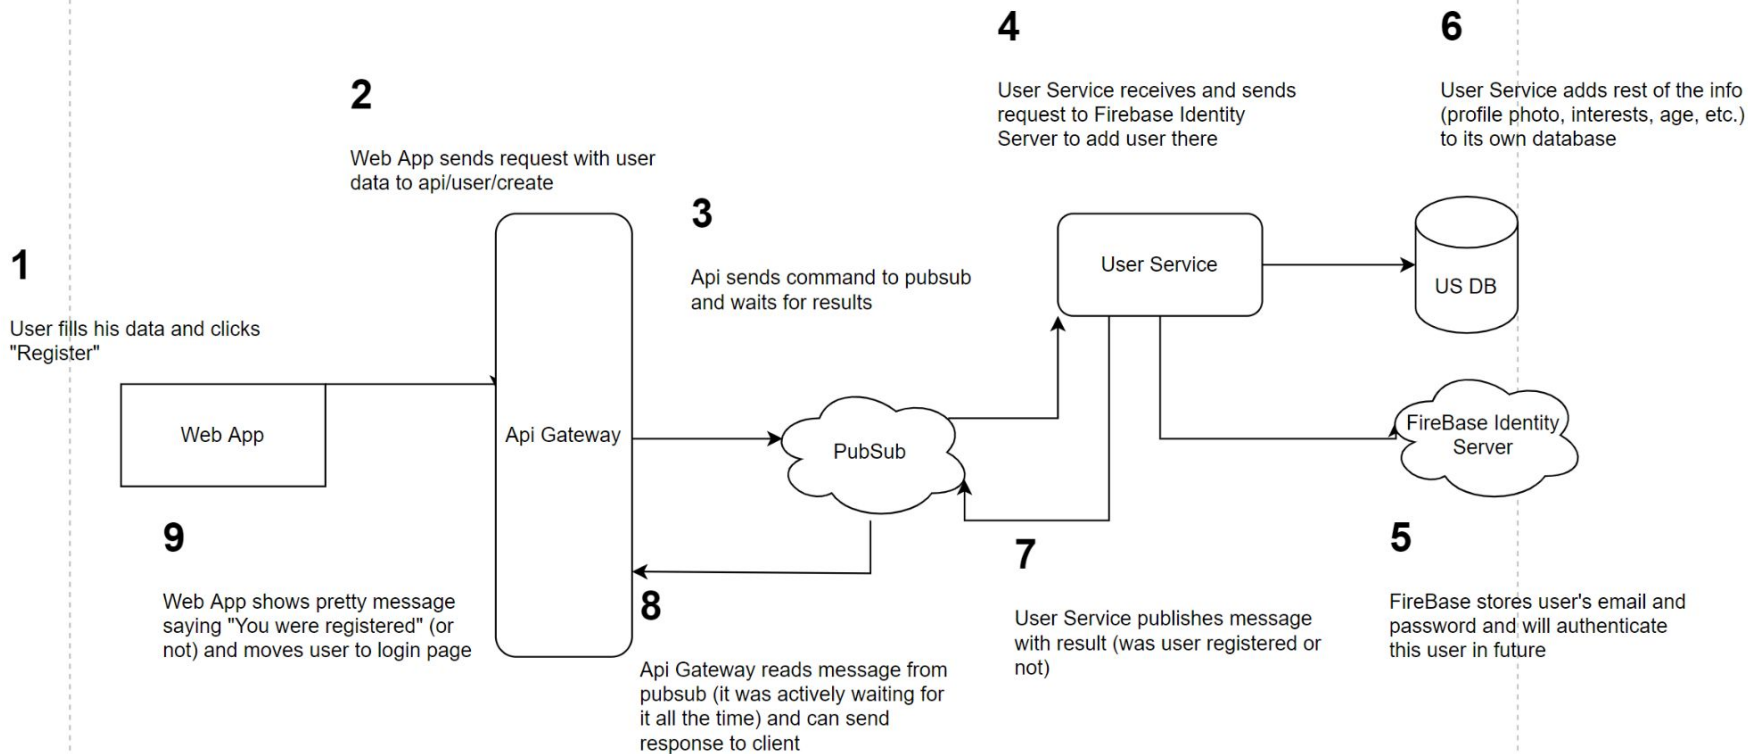 1
User fills his data and clicks
"Register"
Web App
2
Web App sends request with user
data to api/user/create
Api Gateway
3
Api sends command to pubsub
and waits for results
PubSub
4
User Service receives and sends
request to Firebase Identity
Server to add user there
User Service
6
User Service adds rest of the info
(profile photo, interests, age, etc.)
to its own database
US DB
FireBase Identity
Server
5
FireBase stores user's email and
password and will authenticate
this user in future
7
User Service publishes message
with result (was user registered or
not)
8
Api Gateway reads message from
pubsub (it was actively waiting for
it all the time) and can send
response to client
9
Web App shows pretty message
saying "You were registered" (or
not) and moves user to login page